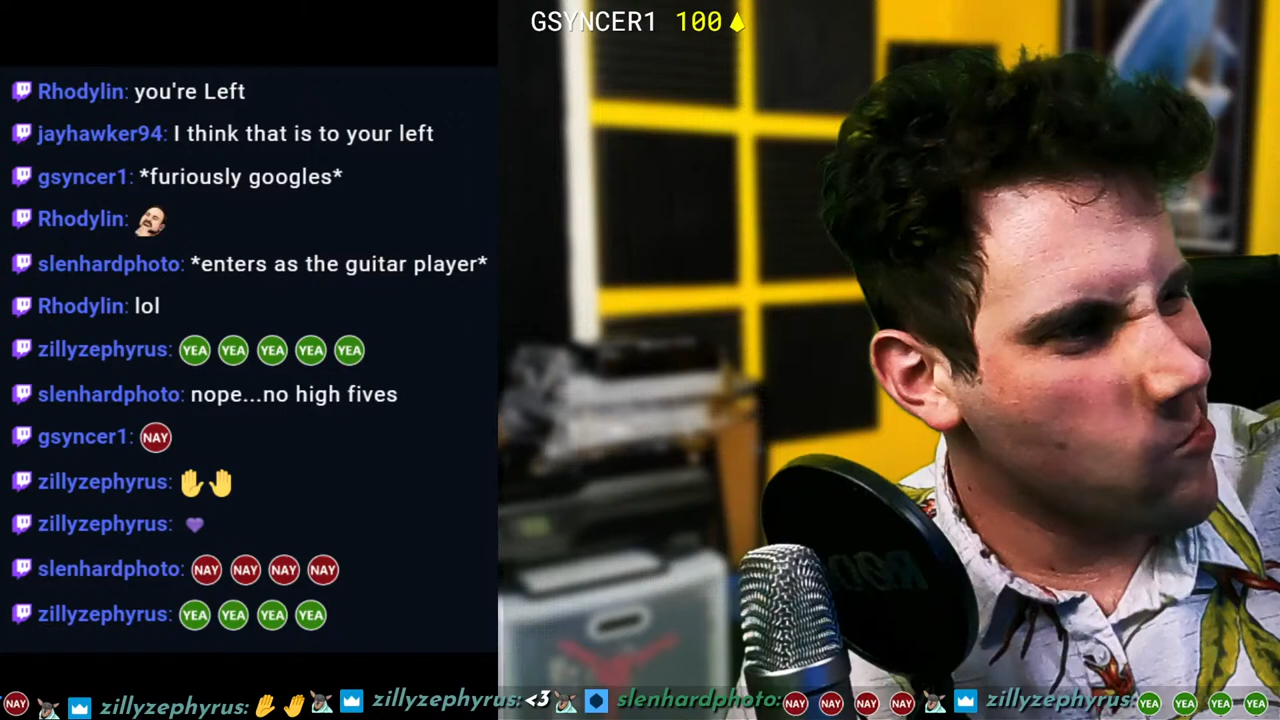 GSYNCER1 100
Rhodylin: you're Left
jayhawker94: I think that is to your left
gsyncer1: *furiously googles*
Rhodylin:
slenhardphoto: *enters as the guitar player*
Rhodylin: lol
zillyzephyrus: YEA YEA YEA YEA YEA
slenhardphoto: nope...no high fives
gsyncer1: NAY
zillyzephyrus:
zillyzephyrus:
slenhardphoto: NAY NAY NAY NAY
zillyzephyrus: YEA YEA YEA YEA
RODE
NAY zillyzephyrus: zillyzephyrus: <3 slenhardphoto: NAY NAY NAY NAY zillyzephyrus: YEA YEA YEA YEA